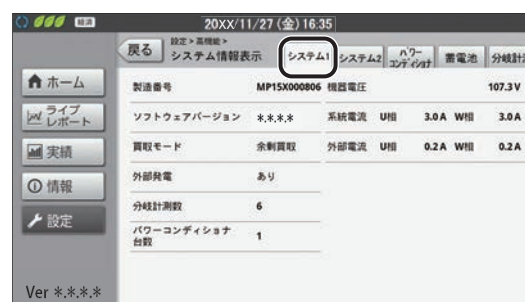 経済
20XX/11/27 (金) 16:35
戻る
設定 > 高機能 >
システム情報表示
システム1
システム2
パワーコンディショナ
蓄電池
分岐計
ホーム
ライブレポート
実績
情報
設定
Ver *.*.*.*
製造番号 MP15X000806 機器電圧 107.3 V
ソフトウェアバージョン *.*.*.* 系統電流 U相 3.0 A W相 3.0 A
買取モード 余剰買取 外部電流 U相 0.2 A W相 0.2 A
外部発電 あり
分岐計測数 6
パワーコンディショナ
台数 1